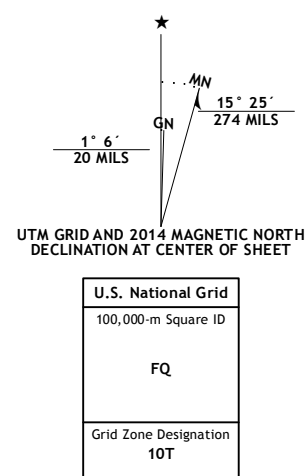 ★
MN
15° 25´
274 MILS
GN
1° 6´
20 MILS
UTM GRID AND 2014 MAGNETIC NORTH
DECLINATION AT CENTER OF SHEET
U.S. National Grid
100,000-m Square ID
FQ
Grid Zone Designation
10T